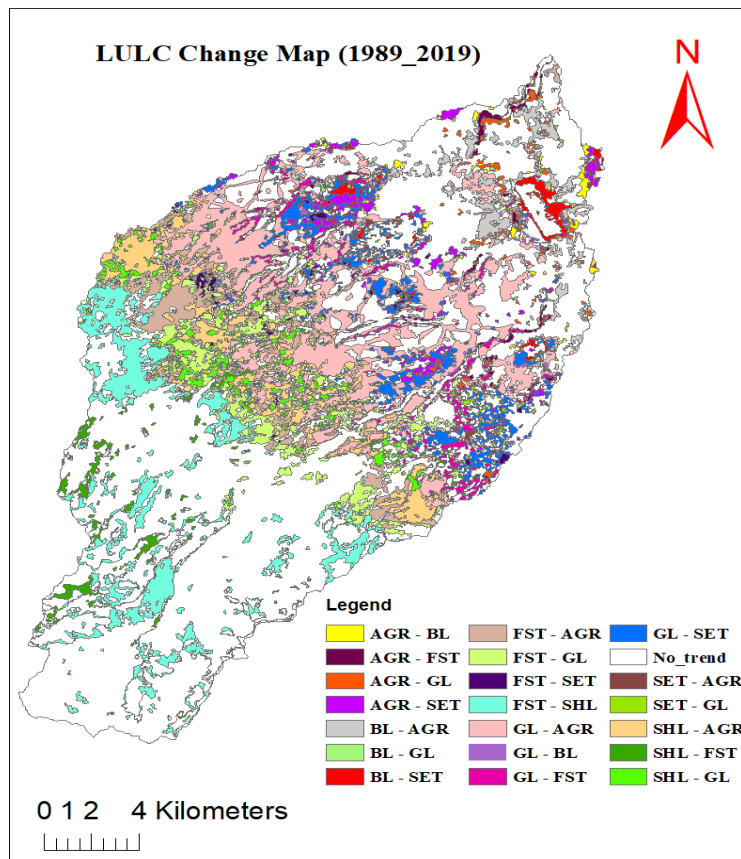 LULC Change Map (1989_2019)
N
Legend
AGR - BL FST - AGR GL - SET
AGR - FST FST - GL No_trend
AGR - GL FST - SET SET - AGR
AGR - SET FST - SHL SET - GL
BL - AGR GL - AGR SHL - AGR
BL - GL GL - BL SHL - FST
BL - SET GL - FST SHL - GL
0 1 2 4 Kilometers